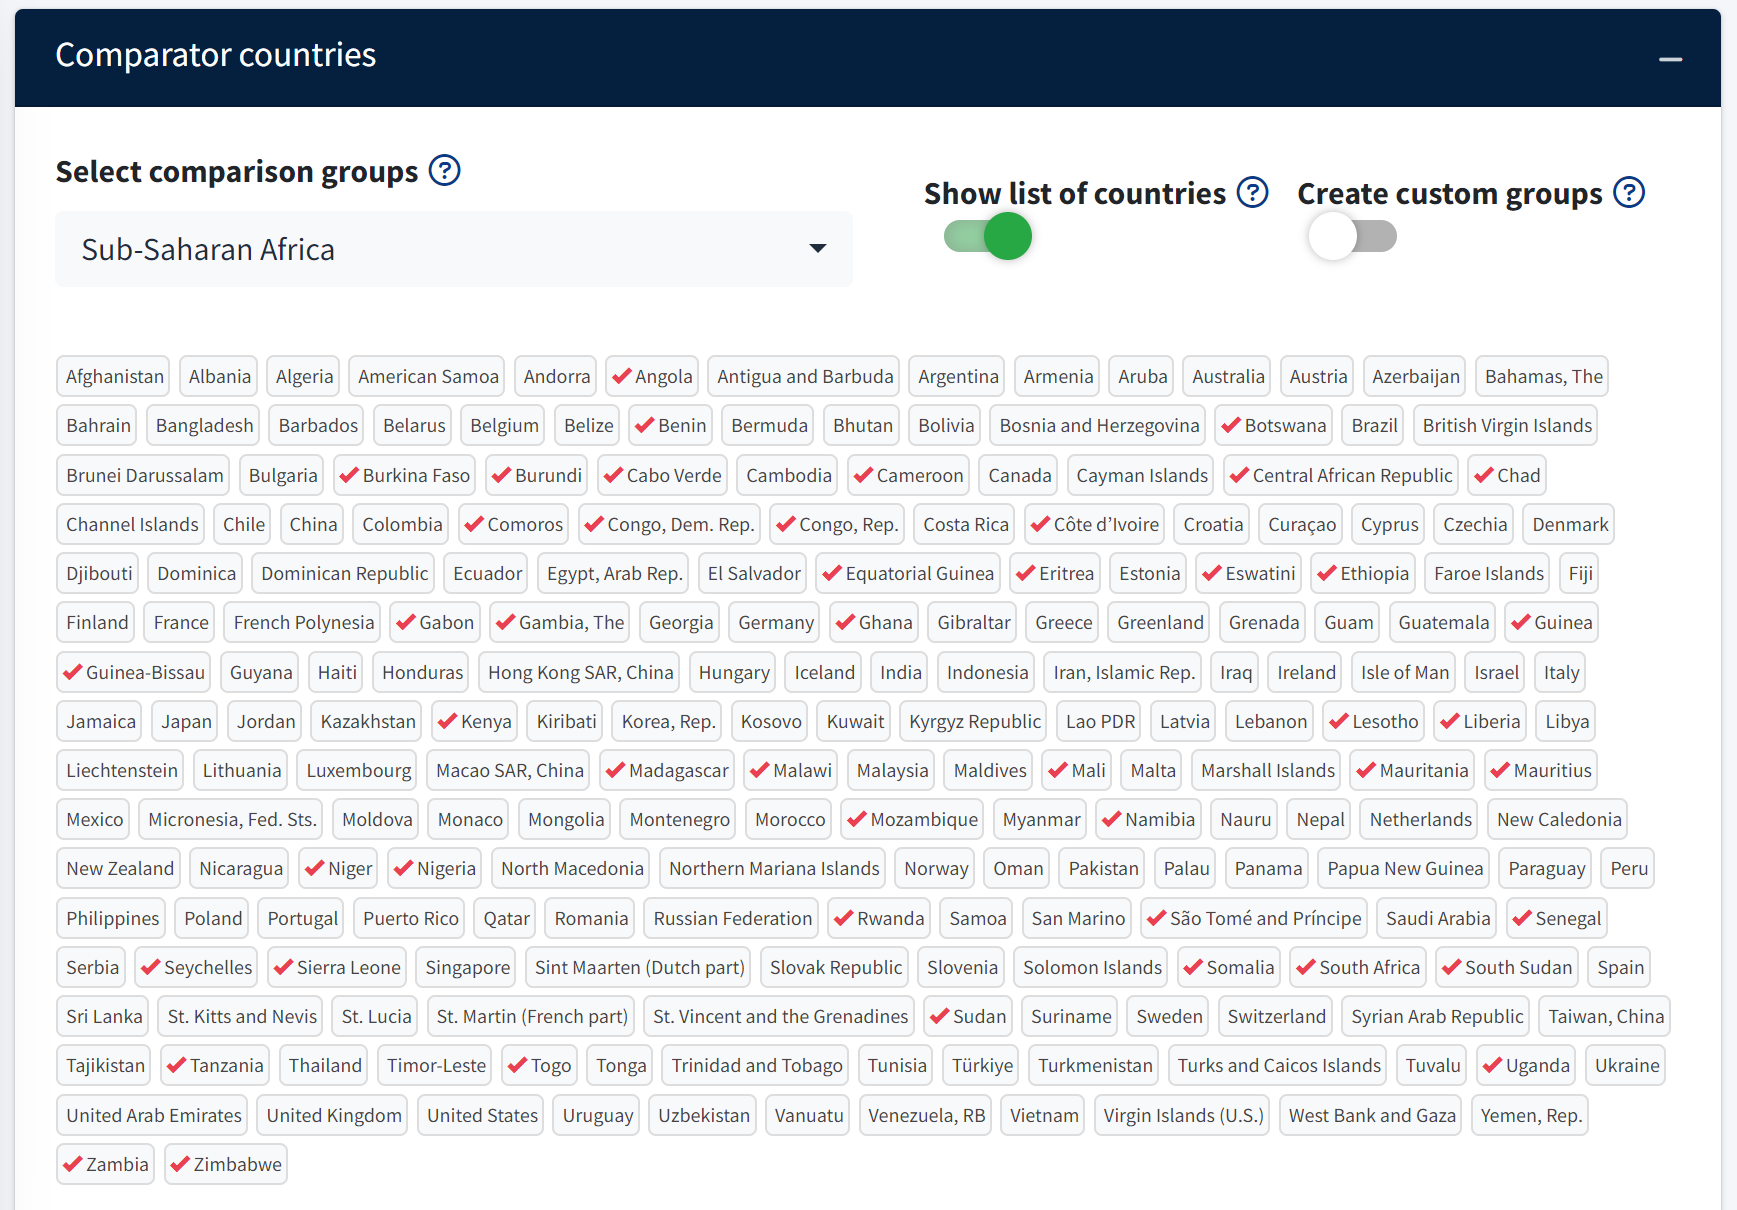 Comparator countries
Select comparison groups ?
Show list of countries ? Create custom groups ?
Sub-Saharan Africa
Afghanistan Albania Algeria American Samoa Andorra Angola Antigua and Barbuda Argentina Armenia Aruba Australia Austria Azerbaijan Bahamas, The
Bahrain Bangladesh Barbados Belarus Belgium Belize Benin Bermuda Bhutan Bolivia Bosnia and Herzegovina Botswana Brazil British Virgin Islands
Brunei Darussalam Bulgaria Burkina Faso Burundi Cabo Verde Cambodia Cameroon Canada Cayman Islands Central African Republic Chad
Channel Islands Chile China Colombia Comoros Congo, Dem. Rep. Congo, Rep. Costa Rica Côte d’Ivoire Croatia Curaçao Cyprus Czechia Denmark
Djibouti Dominica Dominican Republic Ecuador Egypt, Arab Rep. El Salvador Equatorial Guinea Eritrea Estonia Eswatini Ethiopia Faroe Islands Fiji
Finland France French Polynesia Gabon Gambia, The Georgia Germany Ghana Gibraltar Greece Greenland Grenada Guam Guatemala Guinea
Guinea-Bissau Guyana Haiti Honduras Hong Kong SAR, China Hungary Iceland India Indonesia Iran, Islamic Rep. Iraq Ireland Isle of Man Israel Italy
Jamaica Japan Jordan Kazakhstan Kenya Kiribati Korea, Rep. Kosovo Kuwait Kyrgyz Republic Lao PDR Latvia Lebanon Lesotho Liberia Libya
Liechtenstein Lithuania Luxembourg Macao SAR, China Madagascar Malawi Malaysia Maldives Mali Malta Marshall Islands Mauritania Mauritius
Mexico Micronesia, Fed. Sts. Moldova Monaco Mongolia Montenegro Morocco Mozambique Myanmar Namibia Nauru Nepal Netherlands New Caledonia
New Zealand Nicaragua Niger Nigeria North Macedonia Northern Mariana Islands Norway Oman Pakistan Palau Panama Papua New Guinea Paraguay Peru
Philippines Poland Portugal Puerto Rico Qatar Romania Russian Federation Rwanda Samoa San Marino São Tomé and Príncipe Saudi Arabia Senegal
Serbia Seychelles Sierra Leone Singapore Sint Maarten (Dutch part) Slovak Republic Slovenia Solomon Islands Somalia South Africa South Sudan Spain
Sri Lanka St. Kitts and Nevis St. Lucia St. Martin (French part) St. Vincent and the Grenadines Sudan Suriname Sweden Switzerland Syrian Arab Republic Taiwan, China
Tajikistan Tanzania Thailand Timor-Leste Togo Tonga Trinidad and Tobago Tunisia Türkiye Turkmenistan Turks and Caicos Islands Tuvalu Uganda Ukraine
United Arab Emirates United Kingdom United States Uruguay Uzbekistan Vanuatu Venezuela, RB Vietnam Virgin Islands (U.S.) West Bank and Gaza Yemen, Rep.
Zambia Zimbabwe